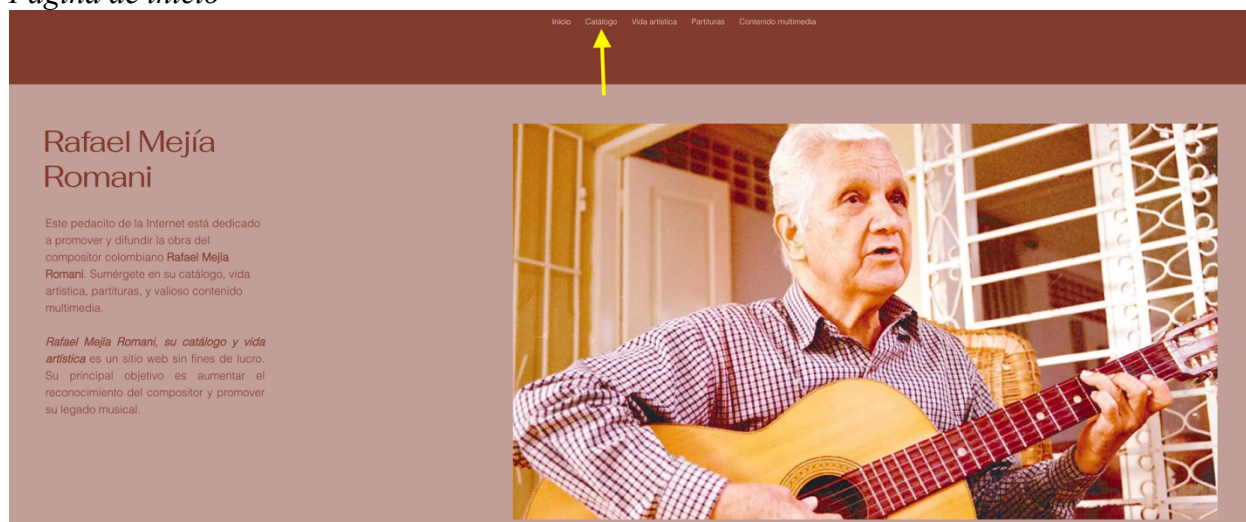 Página de inicio
Inicio Catálogo Vida artística Partituras Contenido multimedia
Rafael Mejía
Romani
Este pedacito de la Internet está dedicado
a promover y difundir la obra del
compositor colombiano Rafael Mejía
Romani. Sumérgete en su catálogo, vida
artística, partituras, y valioso contenido
multimedia.
Rafael Mejía Romani, su catálogo y vida
artística es un sitio web sin fines de lucro.
Su principal objetivo es aumentar el
reconocimiento del compositor y promover
su legado musical.